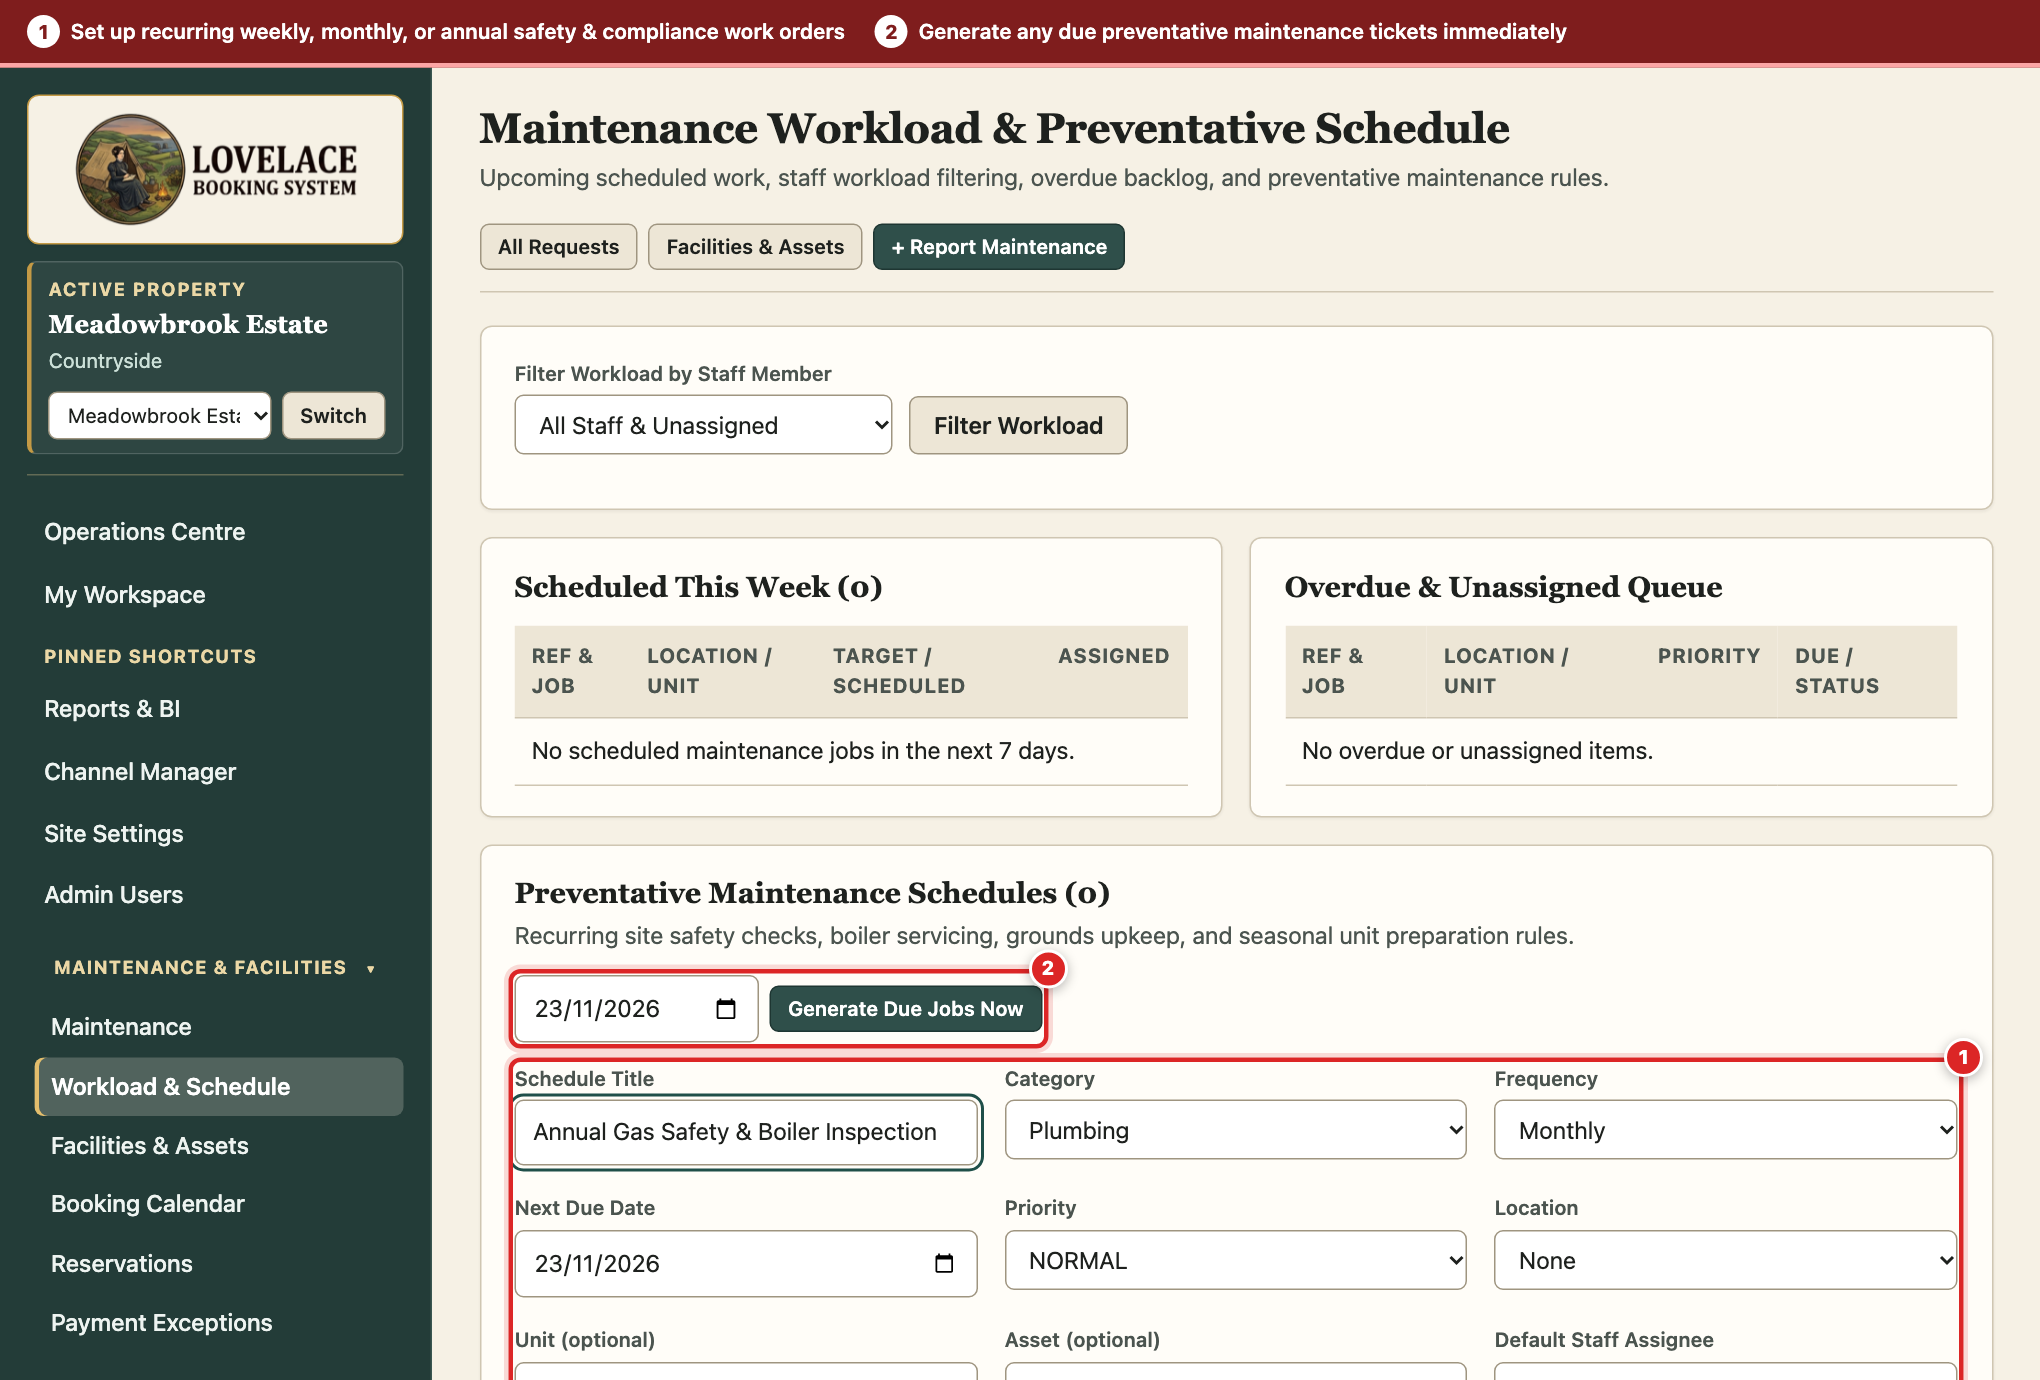 1 Set up recurring weekly, monthly, or annual safety & compliance work orders 2 Generate any due preventative maintenance tickets immediately
LOVELACE
BOOKING SYSTEM
ACTIVE PROPERTY
Meadowbrook Estate
Countryside
Meadowbrook Esta
Switch
Operations Centre
My Workspace
PINNED SHORTCUTS
Reports & BI
Channel Manager
Site Settings
Admin Users
MAINTENANCE & FACILITIES ▾
Maintenance
Workload & Schedule
Facilities & Assets
Booking Calendar
Reservations
Payment Exceptions
Maintenance Workload & Preventative Schedule
Upcoming scheduled work, staff workload filtering, overdue backlog, and preventative maintenance rules.
All Requests
Facilities & Assets
+ Report Maintenance
Filter Workload by Staff Member
All Staff & Unassigned
Filter Workload
Scheduled This Week (0)
REF & JOB
LOCATION / UNIT
TARGET / SCHEDULED
ASSIGNED
No scheduled maintenance jobs in the next 7 days.
Overdue & Unassigned Queue
REF & JOB
LOCATION / UNIT
PRIORITY
DUE / STATUS
No overdue or unassigned items.
Preventative Maintenance Schedules (0)
Recurring site safety checks, boiler servicing, grounds upkeep, and seasonal unit preparation rules.
2
23/11/2026
Generate Due Jobs Now
1
Schedule Title
Annual Gas Safety & Boiler Inspection
Category
Plumbing
Frequency
Monthly
Next Due Date
23/11/2026
Priority
NORMAL
Location
None
Unit (optional)
Asset (optional)
Default Staff Assignee